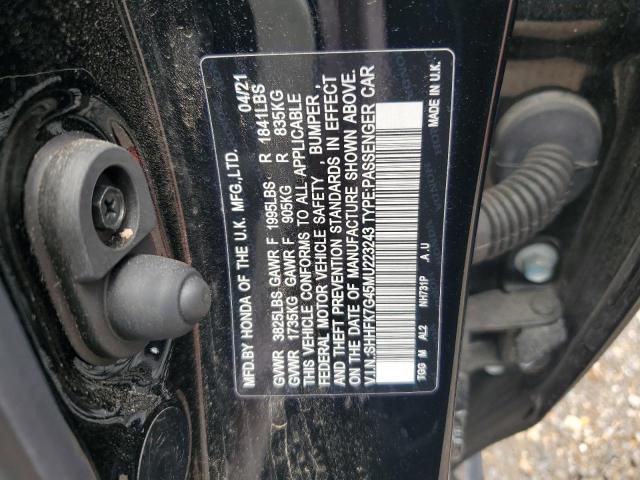 MFD.BY HONDA OF THE U.K. MFG.,LTD. 04/21
GVWR 3825LBS GAWR F 1995LBS R 1841LBS
GVWR 1735KG GAWR F 905KG R 835KG
THIS VEHICLE CONFORMS TO ALL APPLICABLE
FEDERAL MOTOR VEHICLE SAFETY , BUMPER ,
AND THEFT PREVENTION STANDARDS IN EFFECT
ON THE DATE OF MANUFACTURE SHOWN ABOVE.
V.I.N.:SHHFK7G45MU223243 TYPE:PASSENGER CAR
MADE IN U.K.
TGG M AL2 NH731P A.U